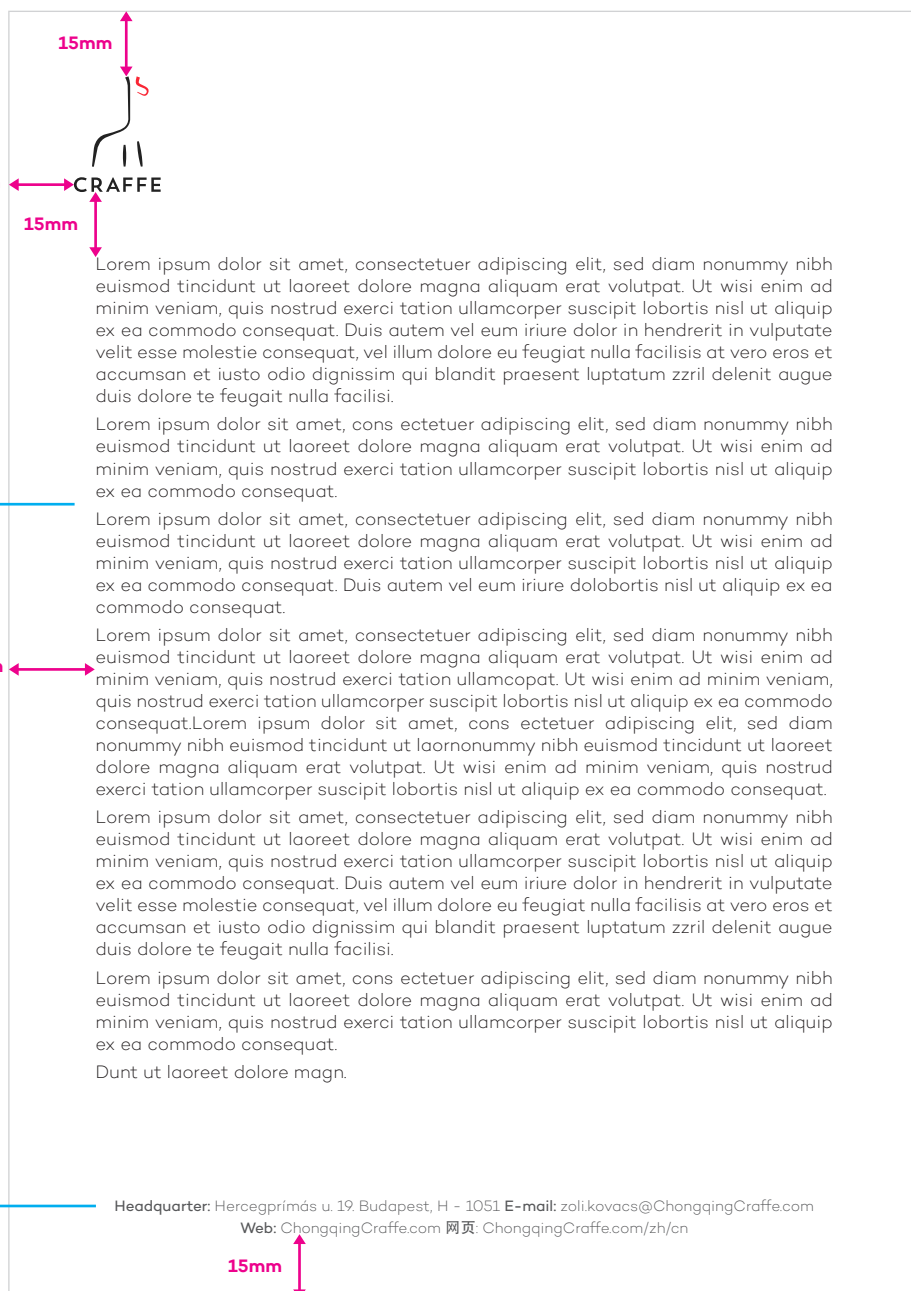 15mm
CRAFFE
15mm
Lorem ipsum dolor sit amet, consectetuer adipiscing elit, sed diam nonummy nibh
euismod tincidunt ut laoreet dolore magna aliquam erat volutpat. Ut wisi enim ad
minim veniam, quis nostrud exerci tation ullamcorper suscipit lobortis nisl ut aliquip
ex ea commodo consequat. Duis autem vel eum iriure dolor in hendrerit in vulputate
velit esse molestie consequat, vel illum dolore eu feugiat nulla facilisis at vero eros et
accumsan et iusto odio dignissim qui blandit praesent luptatum zzril delenit augue
duis dolore te feugait nulla facilisi.
Lorem ipsum dolor sit amet, cons ectetuer adipiscing elit, sed diam nonummy nibh
euismod tincidunt ut laoreet dolore magna aliquam erat volutpat. Ut wisi enim ad
minim veniam, quis nostrud exerci tation ullamcorper suscipit lobortis nisl ut aliquip
ex ea commodo consequat.
Lorem ipsum dolor sit amet, consectetuer adipiscing elit, sed diam nonummy nibh
euismod tincidunt ut laoreet dolore magna aliquam erat volutpat. Ut wisi enim ad
minim veniam, quis nostrud exerci tation ullamcorper suscipit lobortis nisl ut aliquip
ex ea commodo consequat. Duis autem vel eum iriure dolobortis nisl ut aliquip ex ea
commodo consequat.
Lorem ipsum dolor sit amet, consectetuer adipiscing elit, sed diam nonummy nibh
euismod tincidunt ut laoreet dolore magna aliquam erat volutpat. Ut wisi enim ad
minim veniam, quis nostrud exerci tation ullamcopat. Ut wisi enim ad minim veniam,
quis nostrud exerci tation ullamcorper suscipit lobortis nisl ut aliquip ex ea commodo
consequat.Lorem ipsum dolor sit amet, cons ectetuer adipiscing elit, sed diam
nonummy nibh euismod tincidunt ut laornonummy nibh euismod tincidunt ut laoreet
dolore magna aliquam erat volutpat. Ut wisi enim ad minim veniam, quis nostrud
exerci tation ullamcorper suscipit lobortis nisl ut aliquip ex ea commodo consequat.
Lorem ipsum dolor sit amet, consectetuer adipiscing elit, sed diam nonummy nibh
euismod tincidunt ut laoreet dolore magna aliquam erat volutpat. Ut wisi enim ad
minim veniam, quis nostrud exerci tation ullamcorper suscipit lobortis nisl ut aliquip
ex ea commodo consequat. Duis autem vel eum iriure dolor in hendrerit in vulputate
velit esse molestie consequat, vel illum dolore eu feugiat nulla facilisis at vero eros et
accumsan et iusto odio dignissim qui blandit praesent luptatum zzril delenit augue
duis dolore te feugait nulla facilisi.
Lorem ipsum dolor sit amet, cons ectetuer adipiscing elit, sed diam nonummy nibh
euismod tincidunt ut laoreet dolore magna aliquam erat volutpat. Ut wisi enim ad
minim veniam, quis nostrud exerci tation ullamcorper suscipit lobortis nisl ut aliquip
ex ea commodo consequat.
Dunt ut laoreet dolore magn.
Headquarter: Hercegprímás u. 19. Budapest, H - 1051 E-mail: zoli.kovacs@ChongqingCraffe.com
Web: ChongqingCraffe.com 网页: ChongqingCraffe.com/zh/cn
15mm